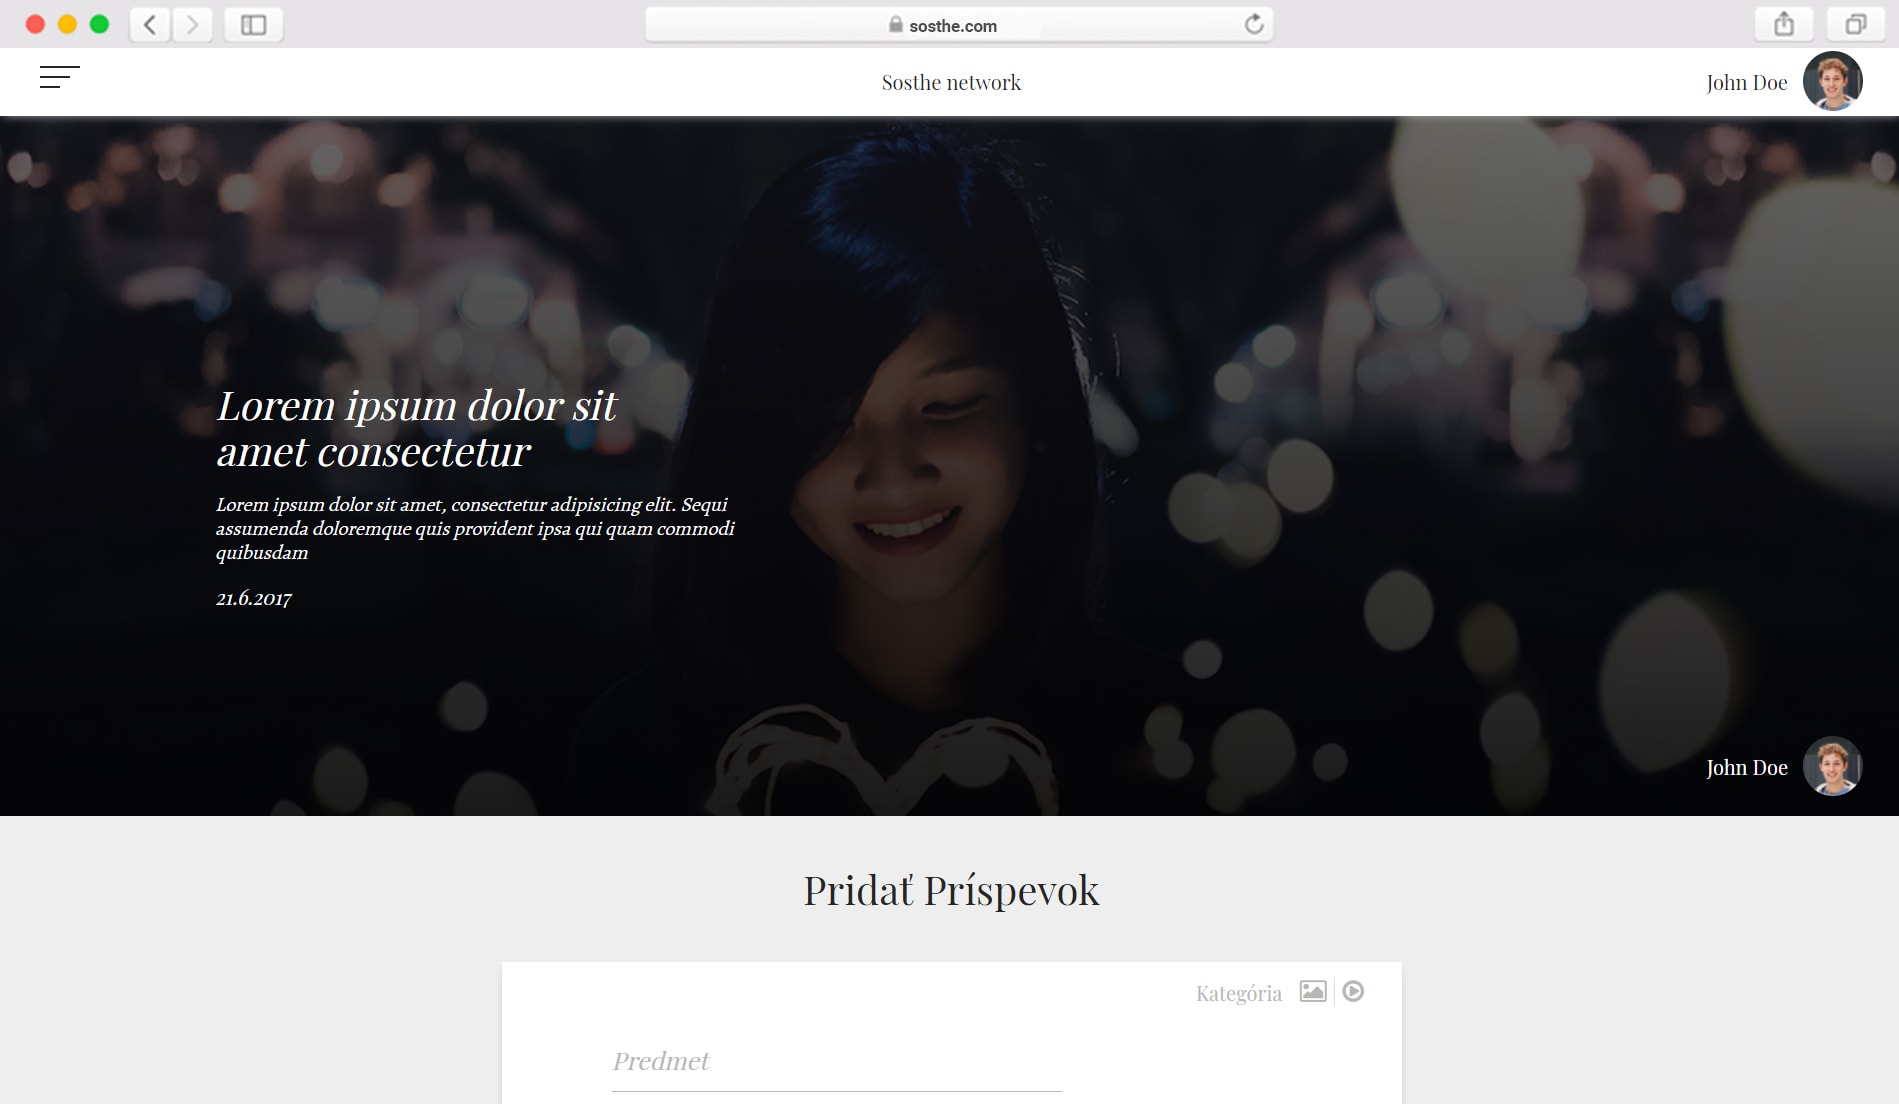 sosthe.com
Sosthe network
John Doe
Lorem ipsum dolor sit
amet consectetur
Lorem ipsum dolor sit amet, consectetur adipisicing elit. Sequi
assumenda doloremque quis provident ipsa qui quam commodi
quibusdam
21.6.2017
John Doe
Pridať Príspevok
Kategória
Predmet